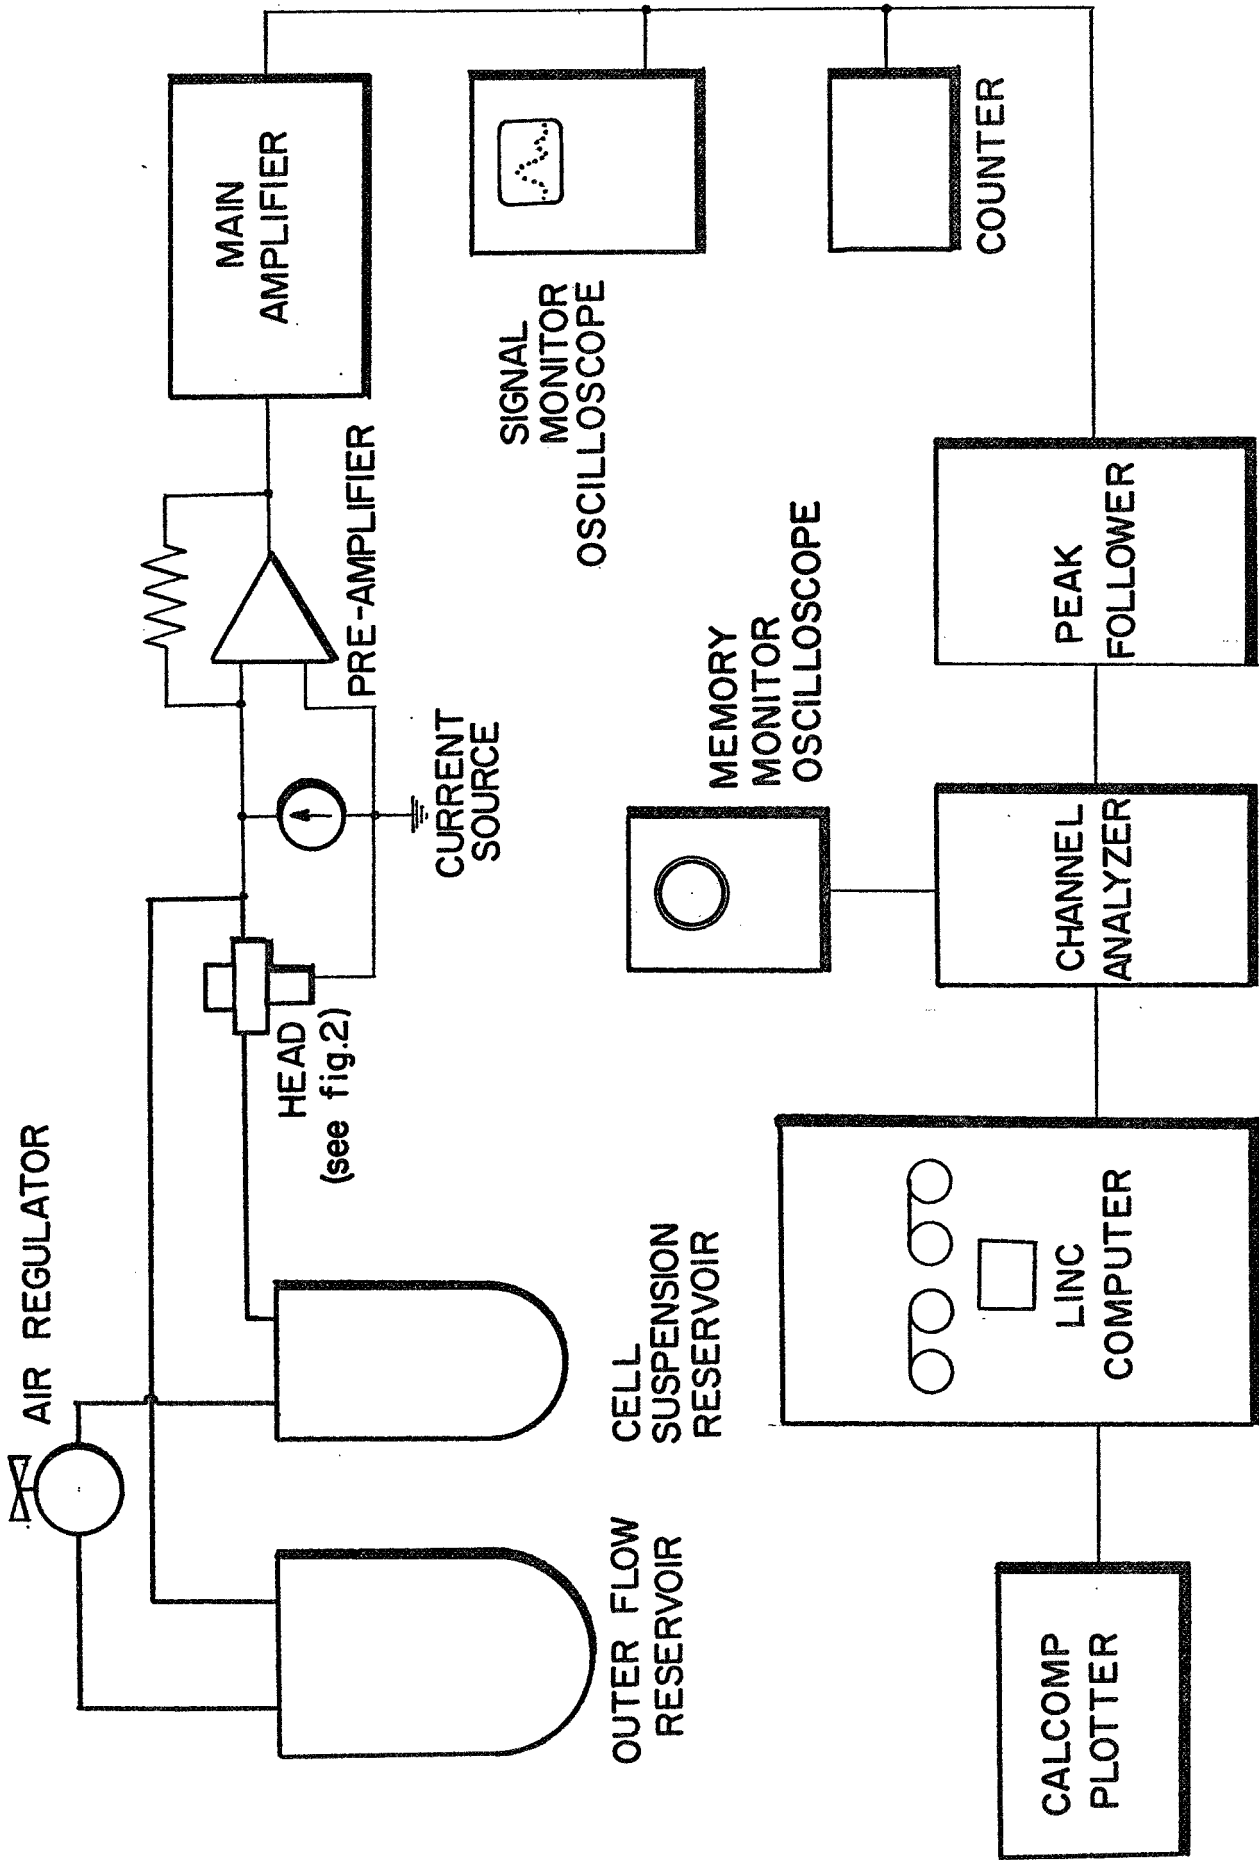 AIR REGULATOR
OUTER FLOW
RESERVOIR
CELL
SUSPENSION
RESERVOIR
HEAD
(see fig.2)
CURRENT
SOURCE
PRE-AMPLIFIER
MAIN
AMPLIFIER
SIGNAL
MONITOR
OSCILLOSCOPE
COUNTER
MEMORY
MONITOR
OSCILLOSCOPE
CALCOMP
PLOTTER
LINC
COMPUTER
CHANNEL
ANALYZER
PEAK
FOLLOWER